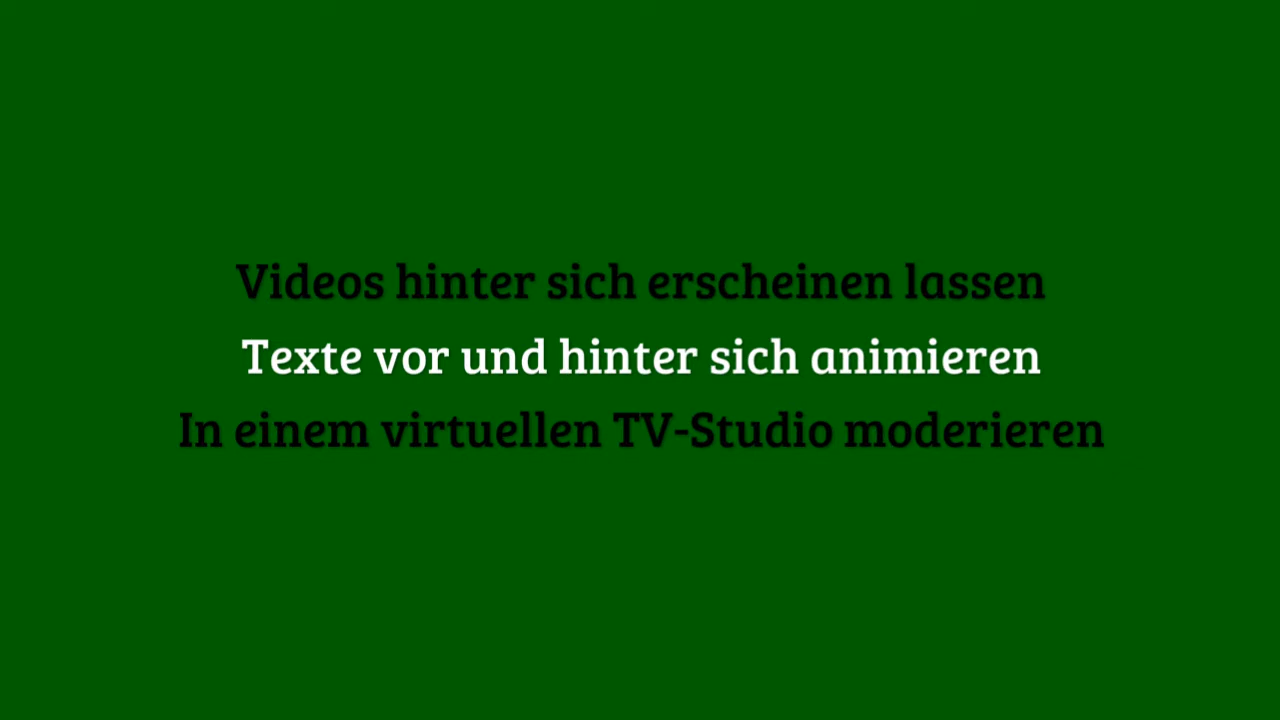 Videos hinter sich erscheinen lassen
Texte vor und hinter sich animieren
In einem virtuellen TV-Studio moderieren